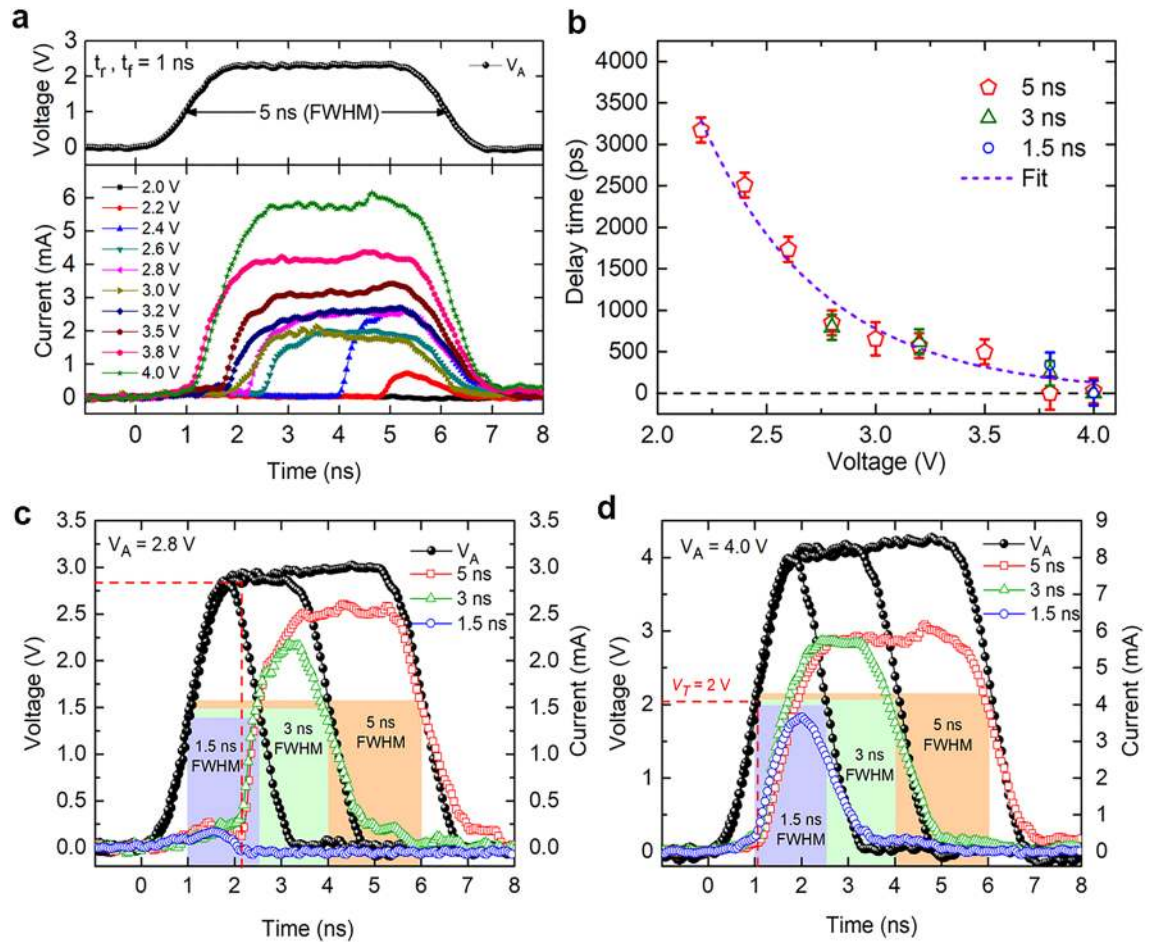 a
t_r , t_f = 1 ns
V_A
5 ns (FWHM)
Voltage (V)
3
2
1
0
2.0 V
2.2 V
2.4 V
2.6 V
2.8 V
3.0 V
3.2 V
3.5 V
3.8 V
4.0 V
Current (mA)
6
5
4
3
2
1
0
0 1 2 3 4 5 6 7 8
Time (ns)
b
5 ns
3 ns
1.5 ns
Fit
Delay time (ps)
4000
3500
3000
2500
2000
1500
1000
500
0
2.0 2.5 3.0 3.5 4.0
Voltage (V)
c
V_A = 2.8 V
V_A
5 ns
3 ns
1.5 ns
Voltage (V)
3.5
3.0
2.5
2.0
1.5
1.0
0.5
0.0
1.5 ns
FWHM
3 ns
FWHM
5 ns
FWHM
3.5
3.0
2.5
2.0
1.5
1.0
0.5
0.0
Current (mA)
0 1 2 3 4 5 6 7 8
Time (ns)
d
V_A = 4.0 V
V_A
5 ns
3 ns
1.5 ns
V_T = 2 V
Voltage (V)
4
3
2
1
0
1.5 ns
FWHM
3 ns
FWHM
5 ns
FWHM
9
8
7
6
5
4
3
2
1
0
Current (mA)
0 1 2 3 4 5 6 7 8
Time (ns)